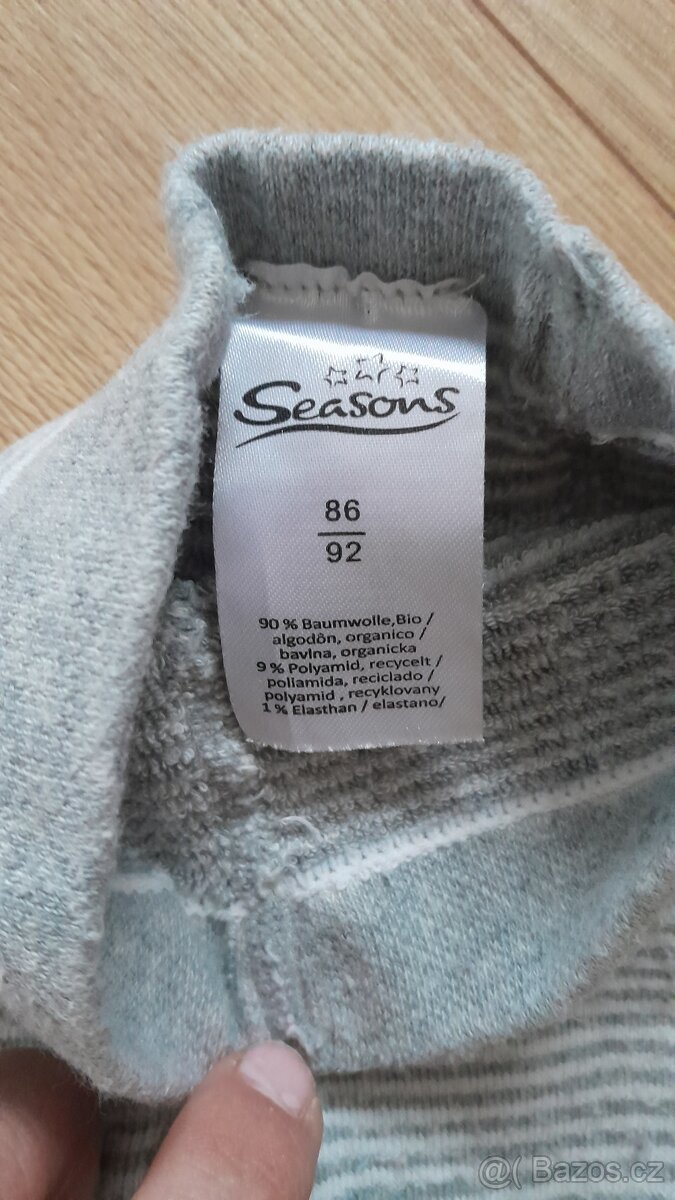 Seasons
86
92
90 % Baumwolle,Bio /
algodôn, organico /
bavlna, organicka
9 % Polyamid, recycelt /
poliamida, reciclado /
polyamid , recyklovany
1 % Elasthan / elastano/
@( Bazos.cz